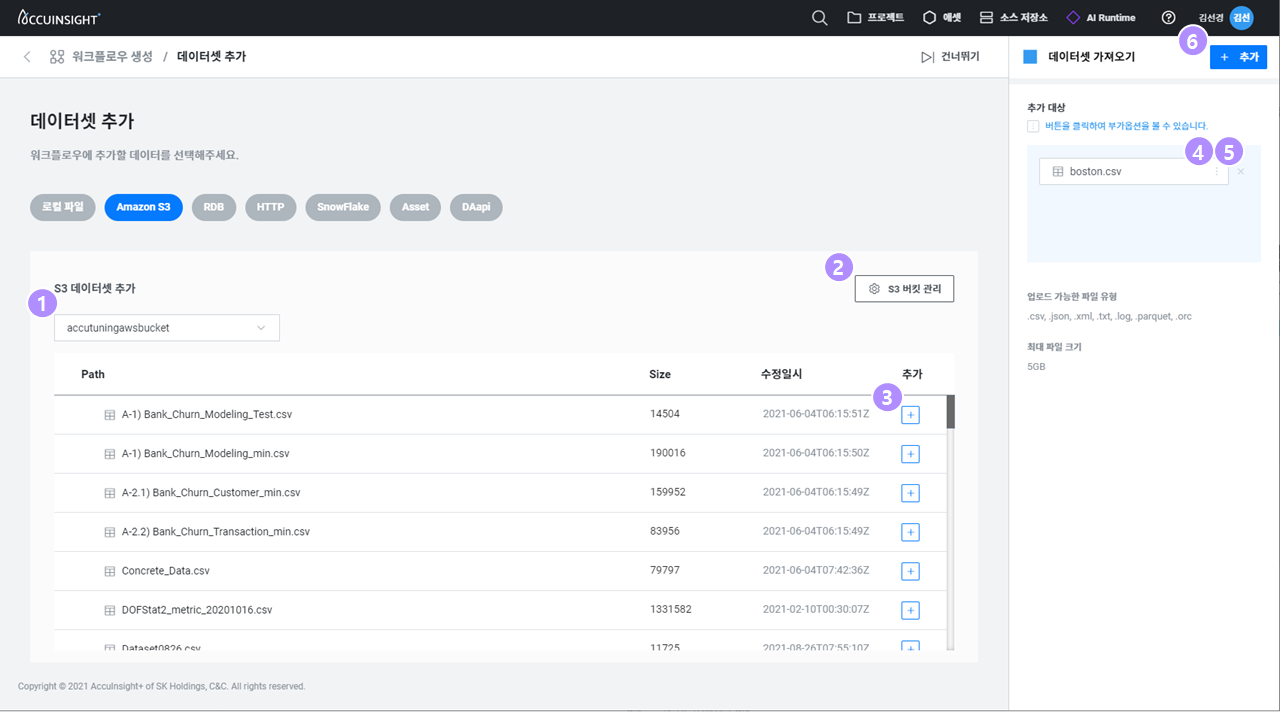 ACCUINSIGHT+
프로젝트
애셋
소스 저장소
AI Runtime
김선경
김선
워크플로우 생성 / 데이터셋 추가
건너뛰기
6
데이터셋 가져오기
+ 추가
데이터셋 추가
워크플로우에 추가할 데이터를 선택해주세요.
로컬 파일
Amazon S3
RDB
HTTP
SnowFlake
Asset
DAapi
추가 대상
버튼을 클릭하여 부가옵션을 볼 수 있습니다.
4
5
boston.csv
업로드 가능한 파일 유형
.csv, .json, .xml, .txt, .log, .parquet, .orc
최대 파일 크기
5GB
1
S3 데이터셋 추가
2
S3 버킷 관리
accutuningawsbucket
Path Size 수정일시 추가
3
A-1) Bank_Churn_Modeling_Test.csv 14504 2021-06-04T06:15:51Z +
A-1) Bank_Churn_Modeling_min.csv 190016 2021-06-04T06:15:50Z +
A-2.1) Bank_Churn_Customer_min.csv 159952 2021-06-04T06:15:49Z +
A-2.2) Bank_Churn_Transaction_min.csv 83956 2021-06-04T06:15:49Z +
Concrete_Data.csv 79797 2021-06-04T07:42:36Z +
DOFStat2_metric_20201016.csv 1331582 2021-02-10T00:30:07Z +
Dataset0826.csv 11725 2021-08-26T07:55:10Z +
Copyright © 2021 AccuInsight+ of SK Holdings, C&C. All rights reserved.